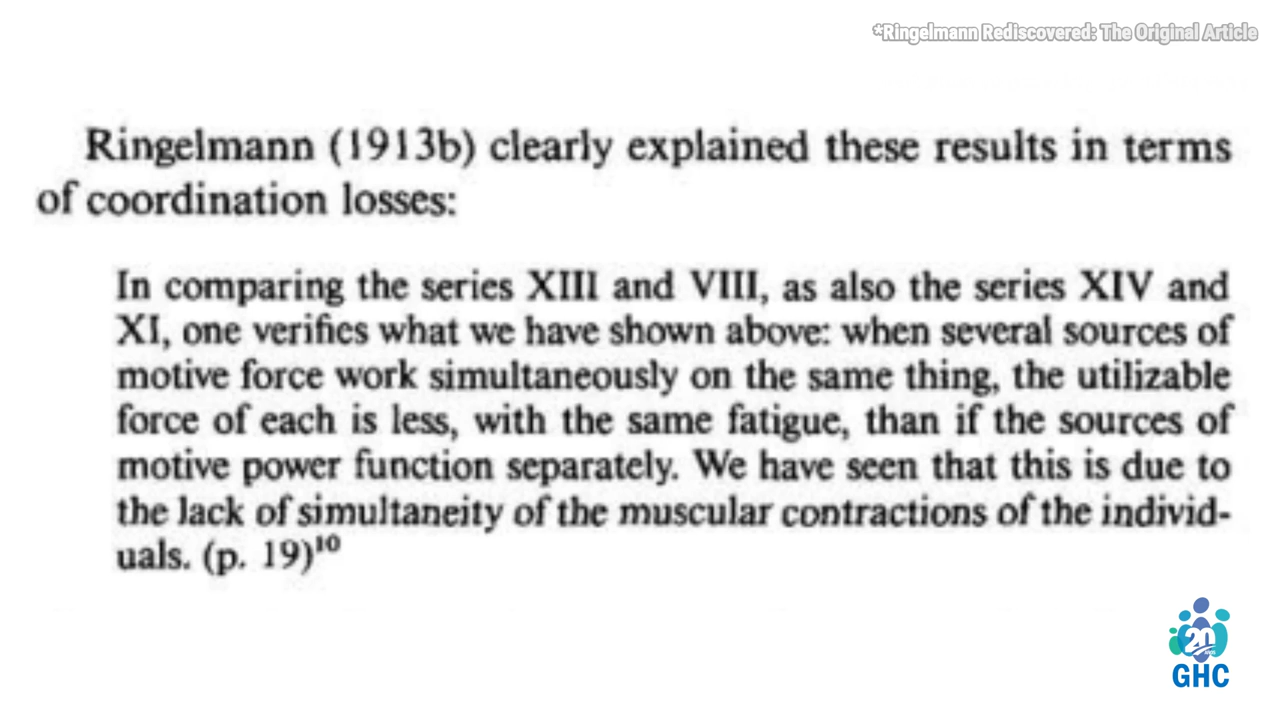 *Ringelmann Rediscovered: The Original Article
Ringelmann (1913b) clearly explained these results in terms
of coordination losses:
In comparing the series XIII and VIII, as also the series XIV and
XI, one verifies what we have shown above: when several sources of
motive force work simultaneously on the same thing, the utilizable
force of each is less, with the same fatigue, than if the sources of
motive power function separately. We have seen that this is due to
the lack of simultaneity of the muscular contractions of the individ-
uals. (p. 19)¹⁰
20
GHC